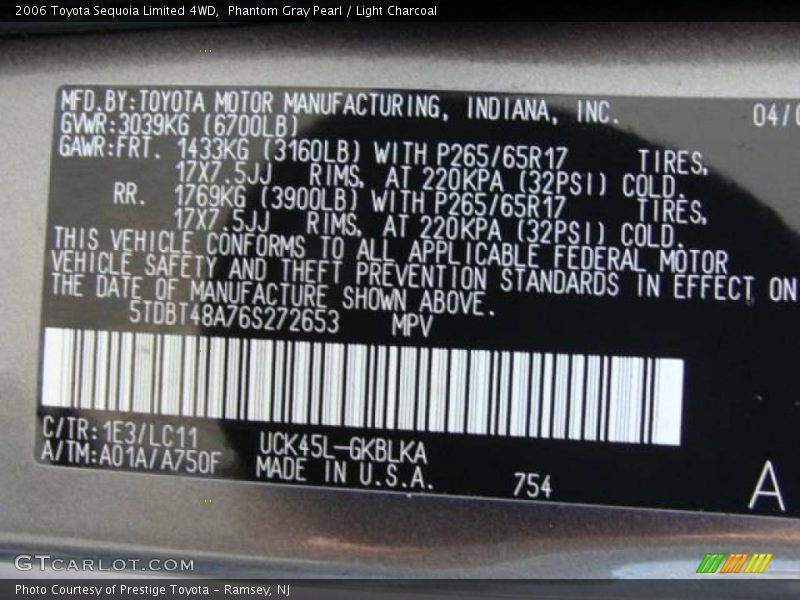 2006 Toyota Sequoia Limited 4WD,  Phantom Gray Pearl / Light Charcoal
MFD.BY:TOYOTA MOTOR MANUFACTURING, INDIANA, INC. 04/0
GVWR:3039KG (6700LB)
GAWR:FRT. 1433KG (3160LB) WITH P265/65R17 TIRES,
17X7.5JJ RIMS, AT 220KPA (32PSI) COLD.
RR. 1769KG (3900LB) WITH P265/65R17 TIRES,
17X7.5JJ RIMS, AT 220KPA (32PSI) COLD.
THIS VEHICLE CONFORMS TO ALL APPLICABLE FEDERAL MOTOR
VEHICLE SAFETY AND THEFT PREVENTION STANDARDS IN EFFECT ON
THE DATE OF MANUFACTURE SHOWN ABOVE.
5TDBT48A76S272653 MPV
C/TR:1E3/LC11 UCK45L-GKBLKA
A/TM:A01A/A750F MADE IN U.S.A. 754 A
GTCARLOT.COM
Photo Courtesy of Prestige Toyota - Ramsey, NJ